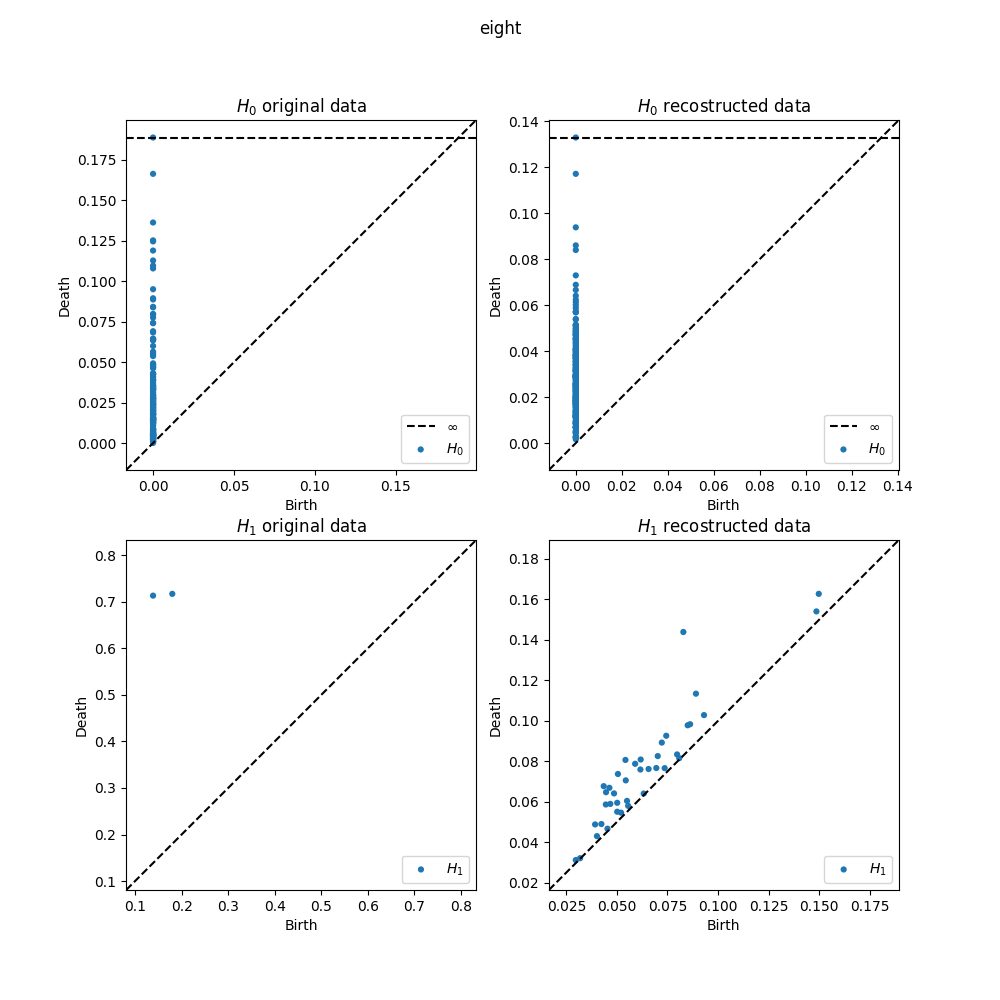 eight
H₀ original data
0.175
0.150
0.125
0.100
0.075
0.050
0.025
0.000
Death
0.00 0.05 0.10 0.15
Birth
∞
H₀
H₀ recostructed data
0.14
0.12
0.10
0.08
0.06
0.04
0.02
0.00
Death
0.00 0.02 0.04 0.06 0.08 0.10 0.12 0.14
Birth
∞
H₀
H₁ original data
0.8
0.7
0.6
0.5
0.4
0.3
0.2
0.1
Death
0.1 0.2 0.3 0.4 0.5 0.6 0.7 0.8
Birth
H₁
H₁ recostructed data
0.18
0.16
0.14
0.12
0.10
0.08
0.06
0.04
0.02
Death
0.025 0.050 0.075 0.100 0.125 0.150 0.175
Birth
H₁